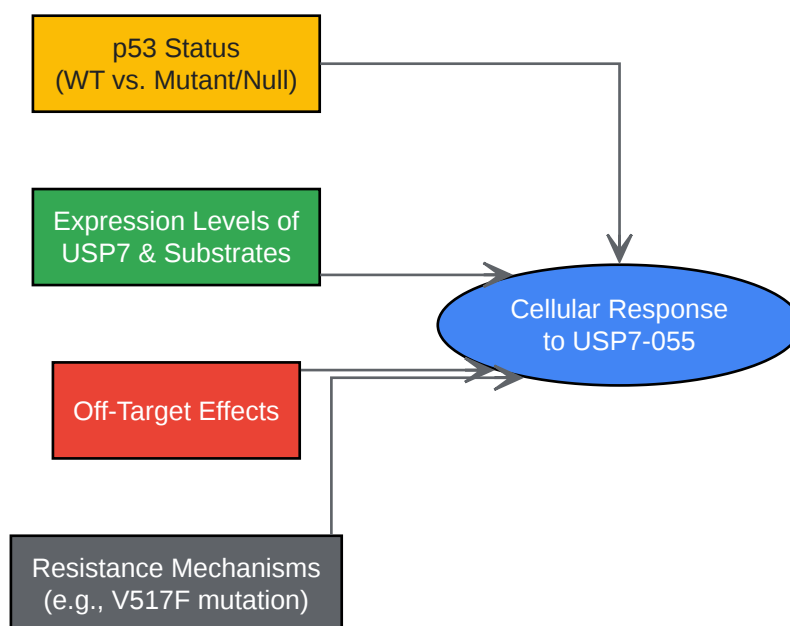 p53 Status
(WT vs. Mutant/Null)
Expression Levels of
USP7 & Substrates
Cellular Response
to USP7-055
Off-Target Effects
Resistance Mechanisms
(e.g., V517F mutation)